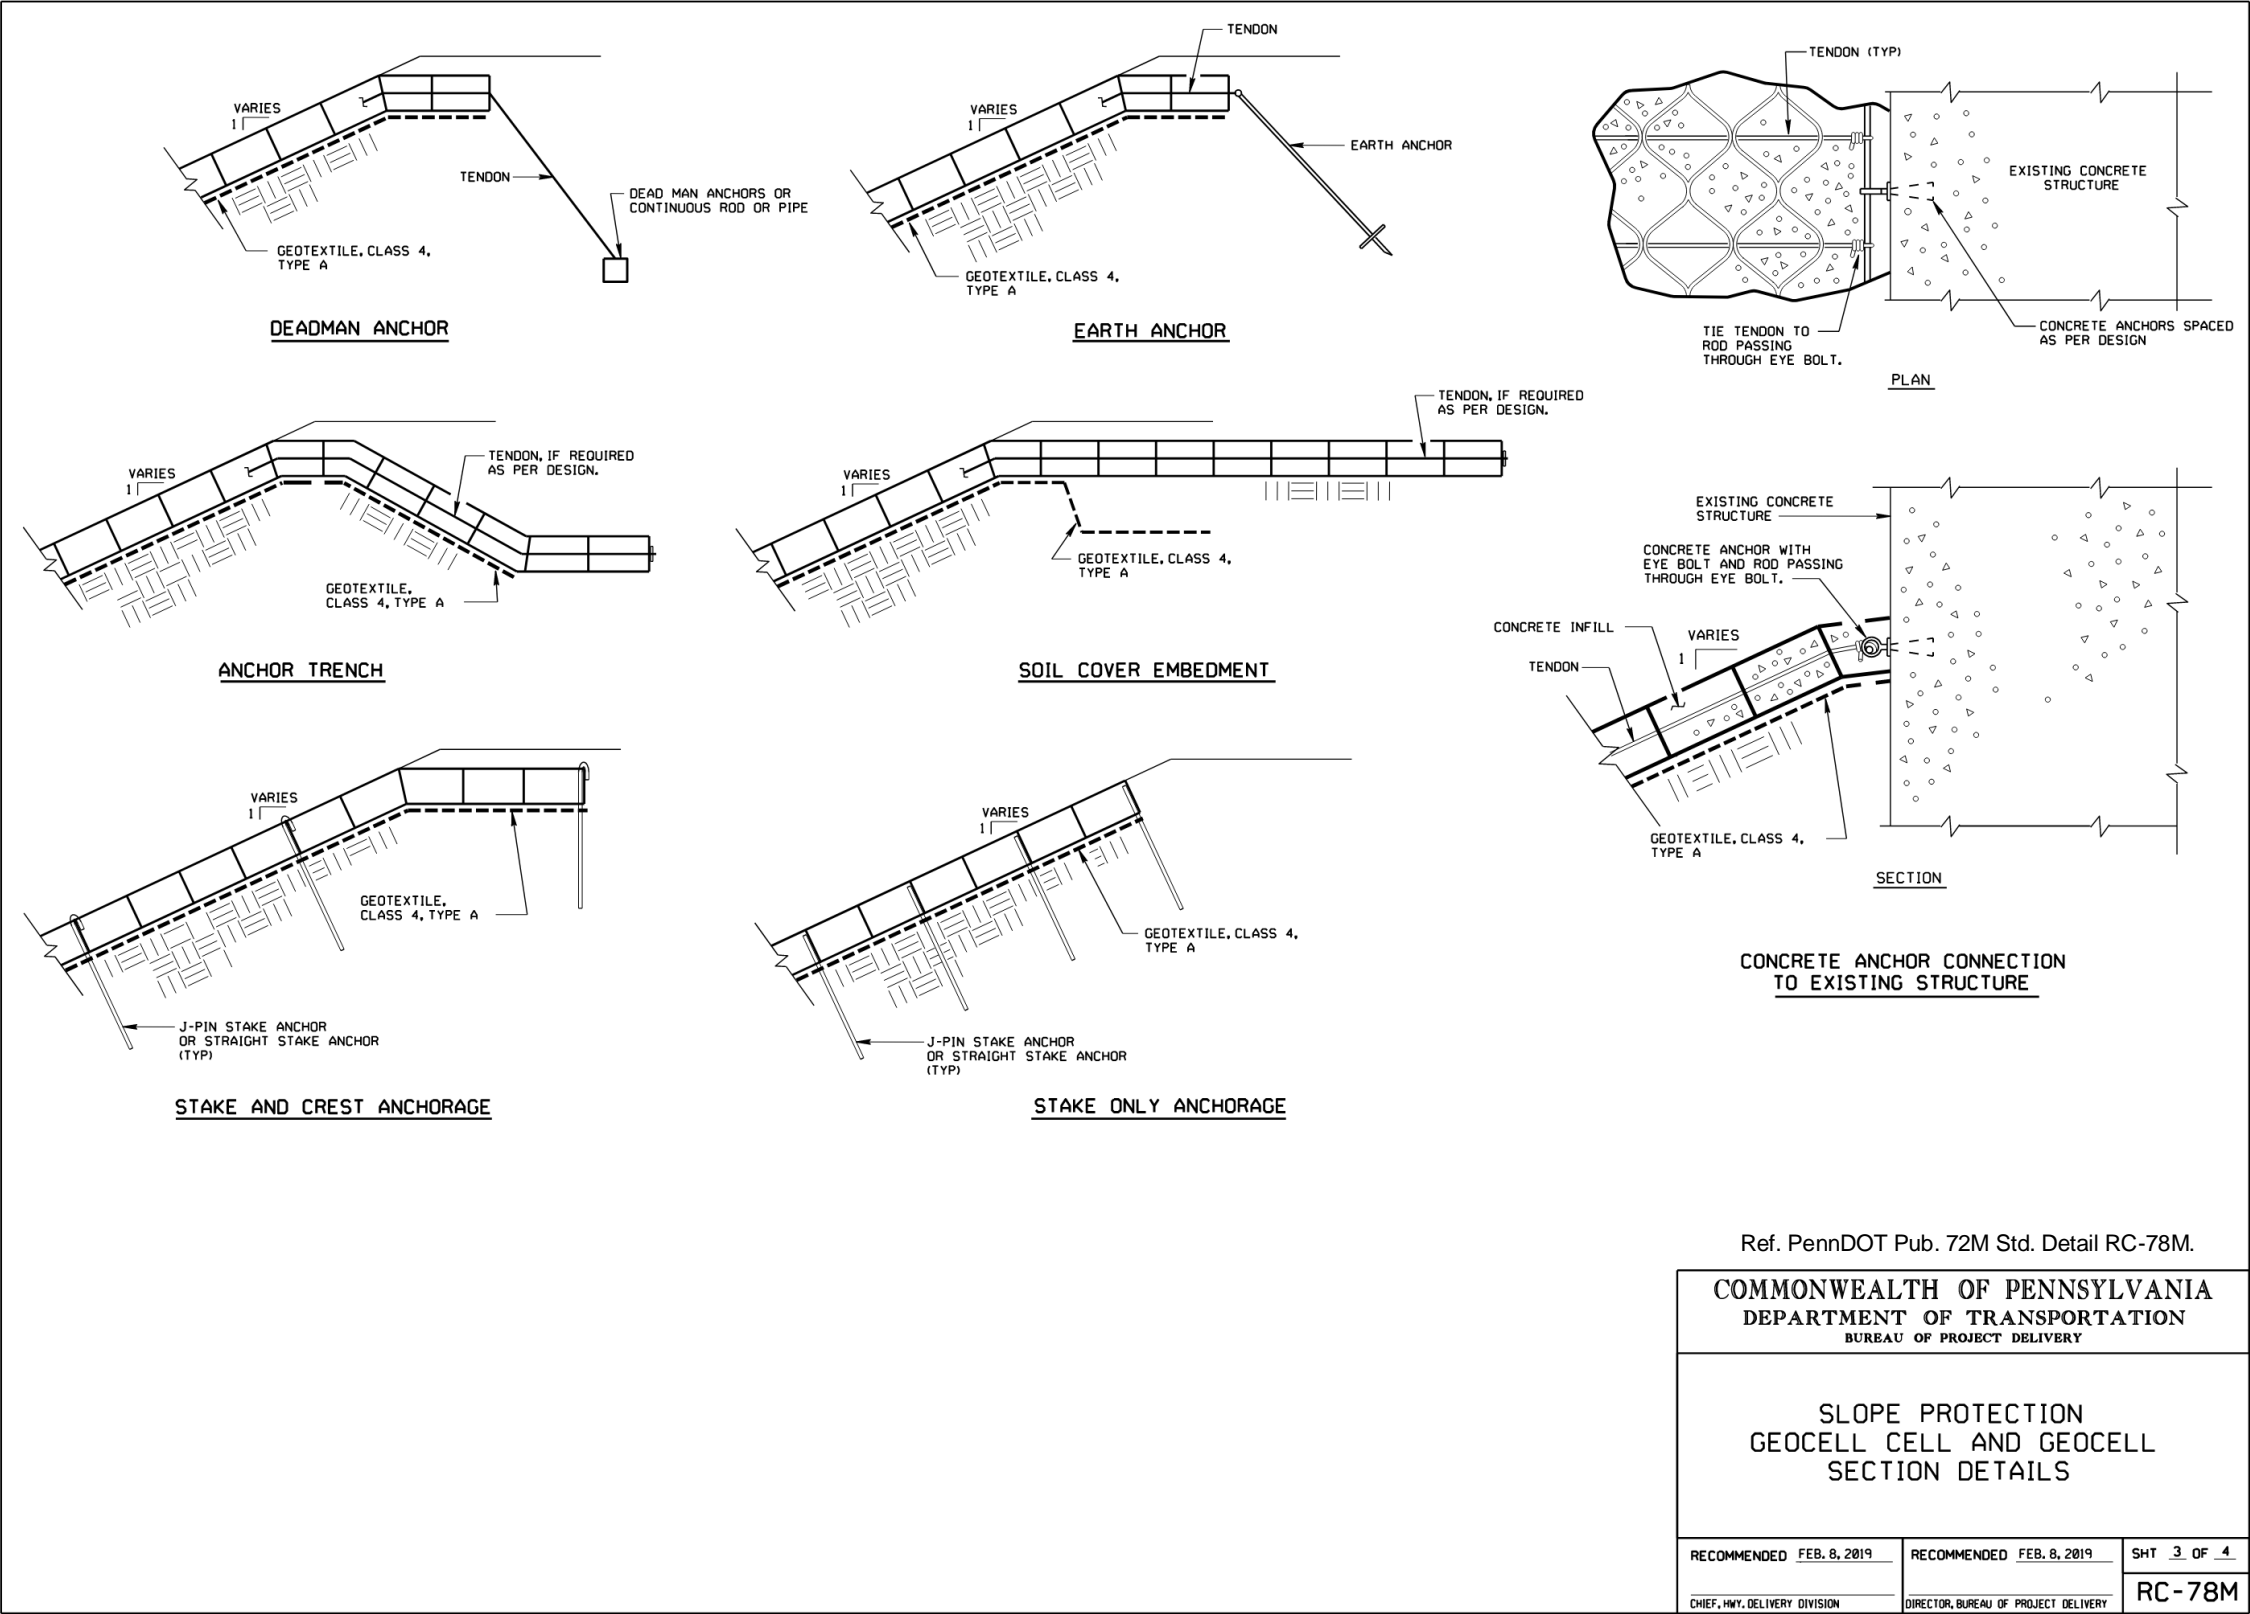 VARIES
1
TENDON
DEAD MAN ANCHORS OR
CONTINUOUS ROD OR PIPE
GEOTEXTILE, CLASS 4,
TYPE A
DEADMAN ANCHOR
TENDON
VARIES
1
EARTH ANCHOR
GEOTEXTILE, CLASS 4,
TYPE A
EARTH ANCHOR
TENDON (TYP)
EXISTING CONCRETE
STRUCTURE
TIE TENDON TO
ROD PASSING
THROUGH EYE BOLT.
CONCRETE ANCHORS SPACED
AS PER DESIGN
PLAN
VARIES
1
TENDON, IF REQUIRED
AS PER DESIGN.
GEOTEXTILE,
CLASS 4, TYPE A
ANCHOR TRENCH
TENDON, IF REQUIRED
AS PER DESIGN.
VARIES
1
GEOTEXTILE, CLASS 4,
TYPE A
SOIL COVER EMBEDMENT
EXISTING CONCRETE
STRUCTURE
CONCRETE ANCHOR WITH
EYE BOLT AND ROD PASSING
THROUGH EYE BOLT.
CONCRETE INFILL
VARIES
1
TENDON
GEOTEXTILE, CLASS 4,
TYPE A
SECTION
CONCRETE ANCHOR CONNECTION
TO EXISTING STRUCTURE
VARIES
1
GEOTEXTILE,
CLASS 4, TYPE A
J-PIN STAKE ANCHOR
OR STRAIGHT STAKE ANCHOR
(TYP)
STAKE AND CREST ANCHORAGE
VARIES
1
GEOTEXTILE, CLASS 4,
TYPE A
J-PIN STAKE ANCHOR
OR STRAIGHT STAKE ANCHOR
(TYP)
STAKE ONLY ANCHORAGE
Ref. PennDOT Pub. 72M Std. Detail RC-78M.
COMMONWEALTH OF PENNSYLVANIA
DEPARTMENT OF TRANSPORTATION
BUREAU OF PROJECT DELIVERY
SLOPE PROTECTION
GEOCELL CELL AND GEOCELL
SECTION DETAILS
RECOMMENDED FEB. 8, 2019
CHIEF, HWY. DELIVERY DIVISION
RECOMMENDED FEB. 8, 2019
DIRECTOR, BUREAU OF PROJECT DELIVERY
SHT 3 OF 4
RC-78M